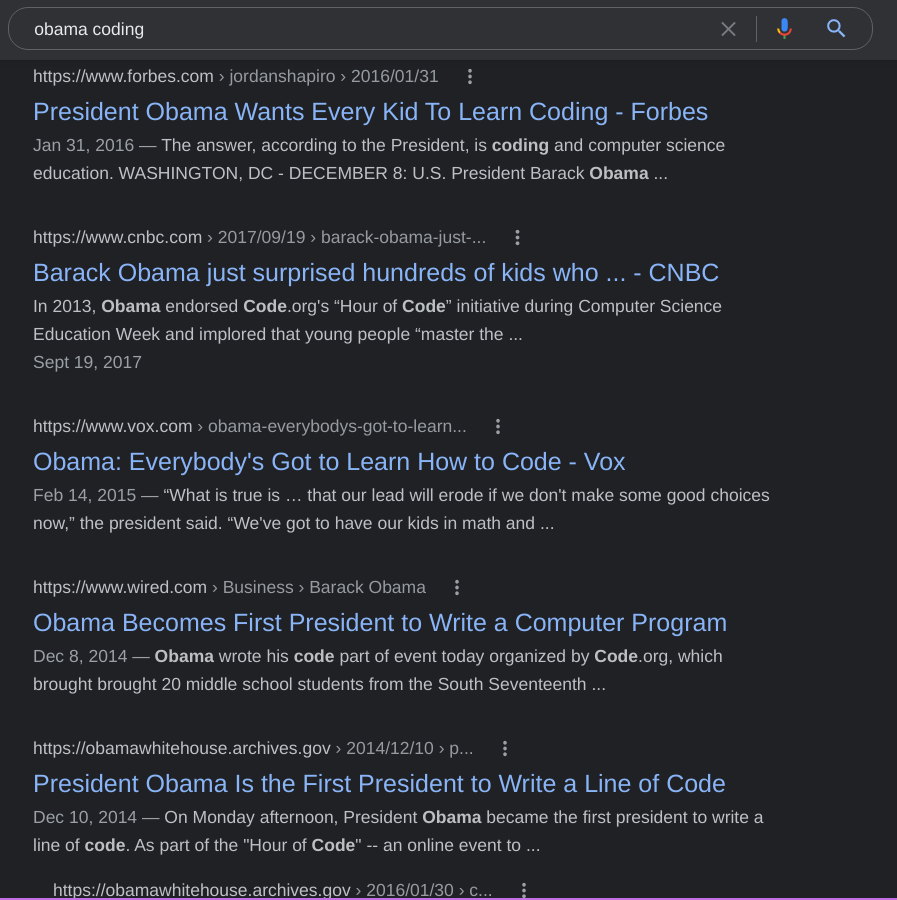 obama coding
https://www.forbes.com › jordanshapiro › 2016/01/31
President Obama Wants Every Kid To Learn Coding - Forbes
Jan 31, 2016 — The answer, according to the President, is coding and computer science
education. WASHINGTON, DC - DECEMBER 8: U.S. President Barack Obama ...
https://www.cnbc.com › 2017/09/19 › barack-obama-just-...
Barack Obama just surprised hundreds of kids who ... - CNBC
In 2013, Obama endorsed Code.org's “Hour of Code” initiative during Computer Science
Education Week and implored that young people “master the ...
Sept 19, 2017
https://www.vox.com › obama-everybodys-got-to-learn...
Obama: Everybody's Got to Learn How to Code - Vox
Feb 14, 2015 — “What is true is … that our lead will erode if we don't make some good choices
now,” the president said. “We've got to have our kids in math and ...
https://www.wired.com › Business › Barack Obama
Obama Becomes First President to Write a Computer Program
Dec 8, 2014 — Obama wrote his code part of event today organized by Code.org, which
brought brought 20 middle school students from the South Seventeenth ...
https://obamawhitehouse.archives.gov › 2014/12/10 › p...
President Obama Is the First President to Write a Line of Code
Dec 10, 2014 — On Monday afternoon, President Obama became the first president to write a
line of code. As part of the "Hour of Code" -- an online event to ...
https://obamawhitehouse.archives.gov › 2016/01/30 › c...